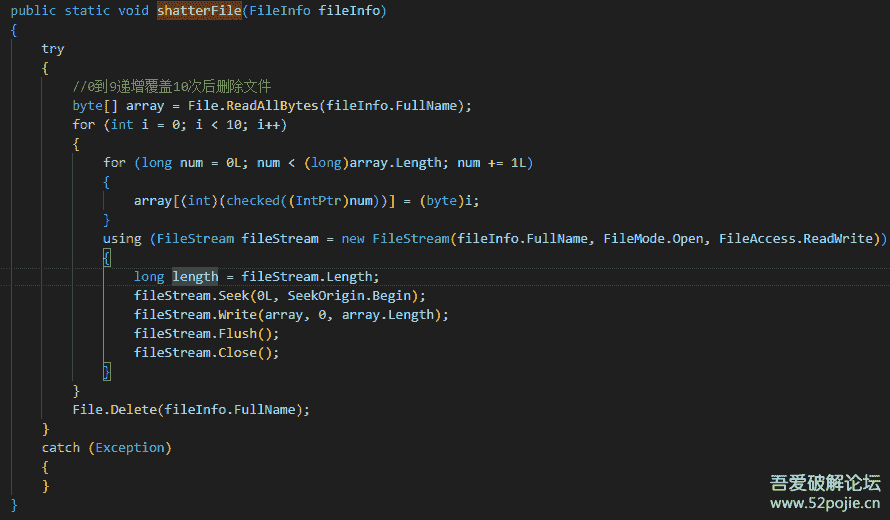 public static void shatterFile(FileInfo fileInfo)
{
try
{
//0到9递增覆盖10次后删除文件
byte[] array = File.ReadAllBytes(fileInfo.FullName);
for (int i = 0; i < 10; i++)
{
for (long num = 0L; num < (long)array.Length; num += 1L)
{
array[(int)(checked((IntPtr)num))] = (byte)i;
}
using (FileStream fileStream = new FileStream(fileInfo.FullName, FileMode.Open, FileAccess.ReadWrite))
{
long length = fileStream.Length;
fileStream.Seek(0L, SeekOrigin.Begin);
fileStream.Write(array, 0, array.Length);
fileStream.Flush();
fileStream.Close();
}
}
File.Delete(fileInfo.FullName);
}
catch (Exception)
{
}
}
吾爱破解论坛
www.52pojie.cn